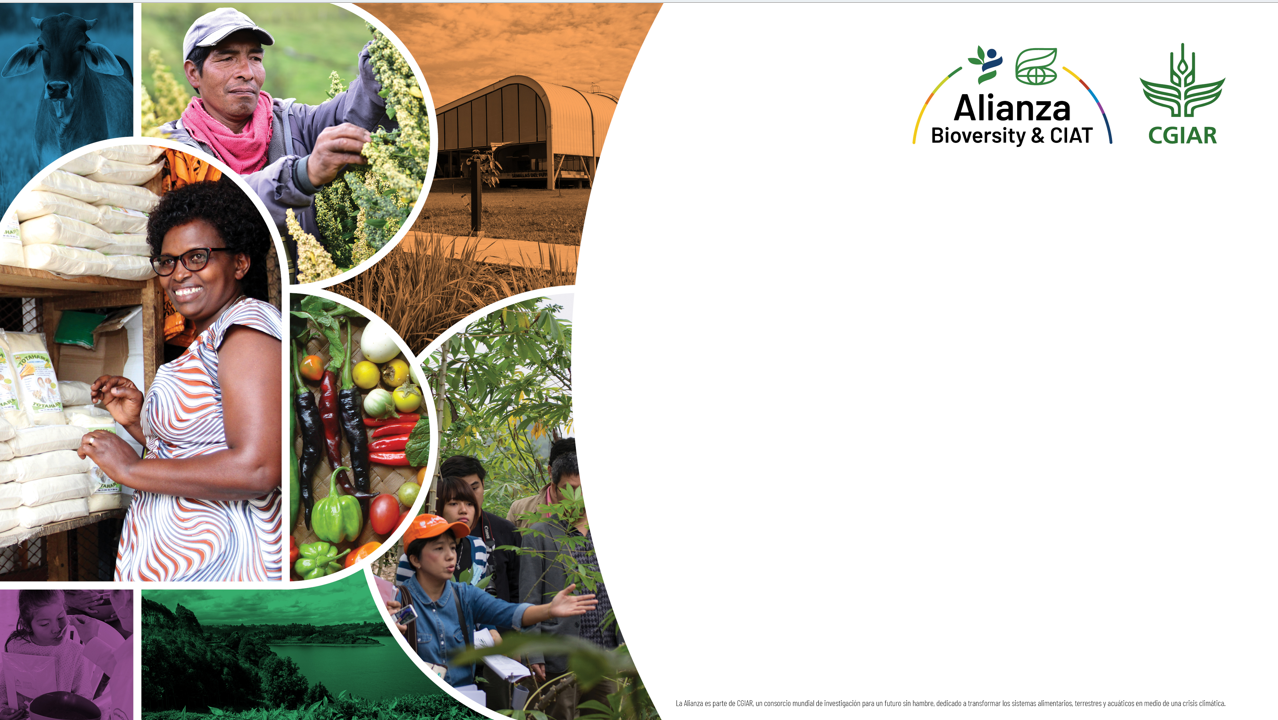 Alianza
Bioversity & CIAT
CGIAR
La Alianza es parte de CGIAR, un consorcio mundial de investigación para un futuro sin hambre, dedicado a transformar los sistemas alimentarios, terrestres y acuáticos en medio de una crisis climática.